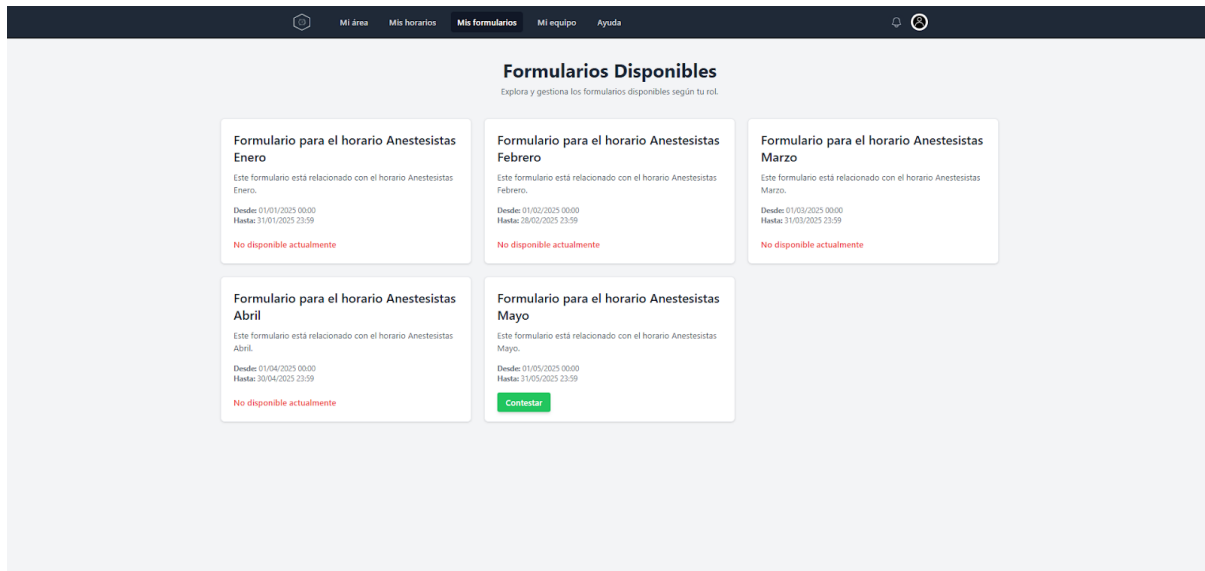 Mi área Mis horarios Mis formularios Mi equipo Ayuda
Formularios Disponibles
Explora y gestiona los formularios disponibles según tu rol.
Formulario para el horario Anestesistas
Enero
Este formulario está relacionado con el horario Anestesistas
Enero.
Desde: 01/01/2025 00:00
Hasta: 31/01/2025 23:59
No disponible actualmente
Formulario para el horario Anestesistas
Febrero
Este formulario está relacionado con el horario Anestesistas
Febrero.
Desde: 01/02/2025 00:00
Hasta: 28/02/2025 23:59
No disponible actualmente
Formulario para el horario Anestesistas
Marzo
Este formulario está relacionado con el horario Anestesistas
Marzo.
Desde: 01/03/2025 00:00
Hasta: 31/03/2025 23:59
No disponible actualmente
Formulario para el horario Anestesistas
Abril
Este formulario está relacionado con el horario Anestesistas
Abril.
Desde: 01/04/2025 00:00
Hasta: 30/04/2025 23:59
No disponible actualmente
Formulario para el horario Anestesistas
Mayo
Este formulario está relacionado con el horario Anestesistas
Mayo.
Desde: 01/05/2025 00:00
Hasta: 31/05/2025 23:59
Contestar